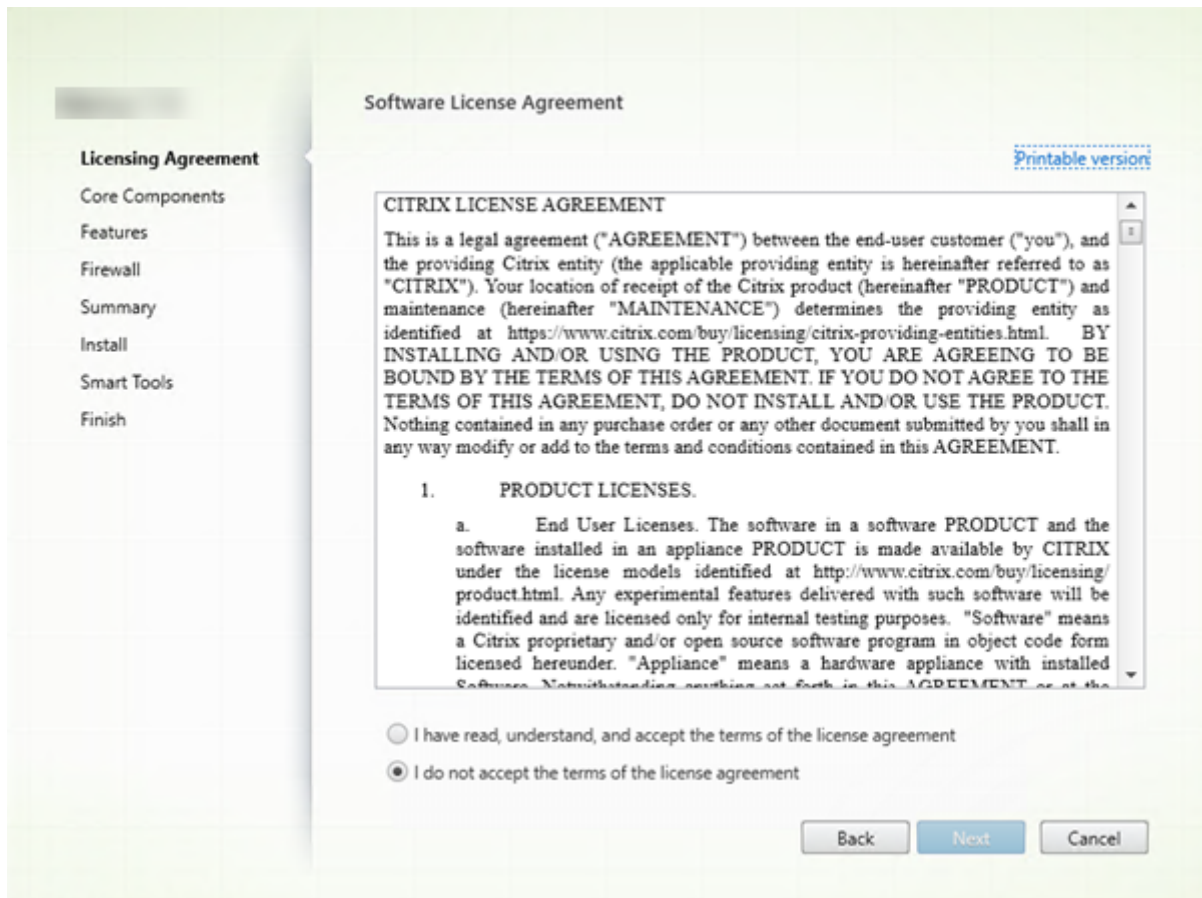 Software License Agreement
Licensing Agreement
Core Components
Features
Firewall
Summary
Install
Smart Tools
Finish
Printable version
CITRIX LICENSE AGREEMENT
This is a legal agreement ("AGREEMENT") between the end-user customer ("you"), and
the providing Citrix entity (the applicable providing entity is hereinafter referred to as
"CITRIX"). Your location of receipt of the Citrix product (hereinafter "PRODUCT") and
maintenance (hereinafter "MAINTENANCE") determines the providing entity as
identified at https://www.citrix.com/buy/licensing/citrix-providing-entities.html. BY
INSTALLING AND/OR USING THE PRODUCT, YOU ARE AGREEING TO BE
BOUND BY THE TERMS OF THIS AGREEMENT. IF YOU DO NOT AGREE TO THE
TERMS OF THIS AGREEMENT, DO NOT INSTALL AND/OR USE THE PRODUCT.
Nothing contained in any purchase order or any other document submitted by you shall in
any way modify or add to the terms and conditions contained in this AGREEMENT.
1. PRODUCT LICENSES.
a. End User Licenses. The software in a software PRODUCT and the
software installed in an appliance PRODUCT is made available by CITRIX
under the license models identified at http://www.citrix.com/buy/licensing/
product.html. Any experimental features delivered with such software will be
identified and are licensed only for internal testing purposes. "Software" means
a Citrix proprietary and/or open source software program in object code form
licensed hereunder. "Appliance" means a hardware appliance with installed
Software. Notwithstanding anything set forth in this AGREEMENT or at the
I have read, understand, and accept the terms of the license agreement
I do not accept the terms of the license agreement
Back
Next
Cancel